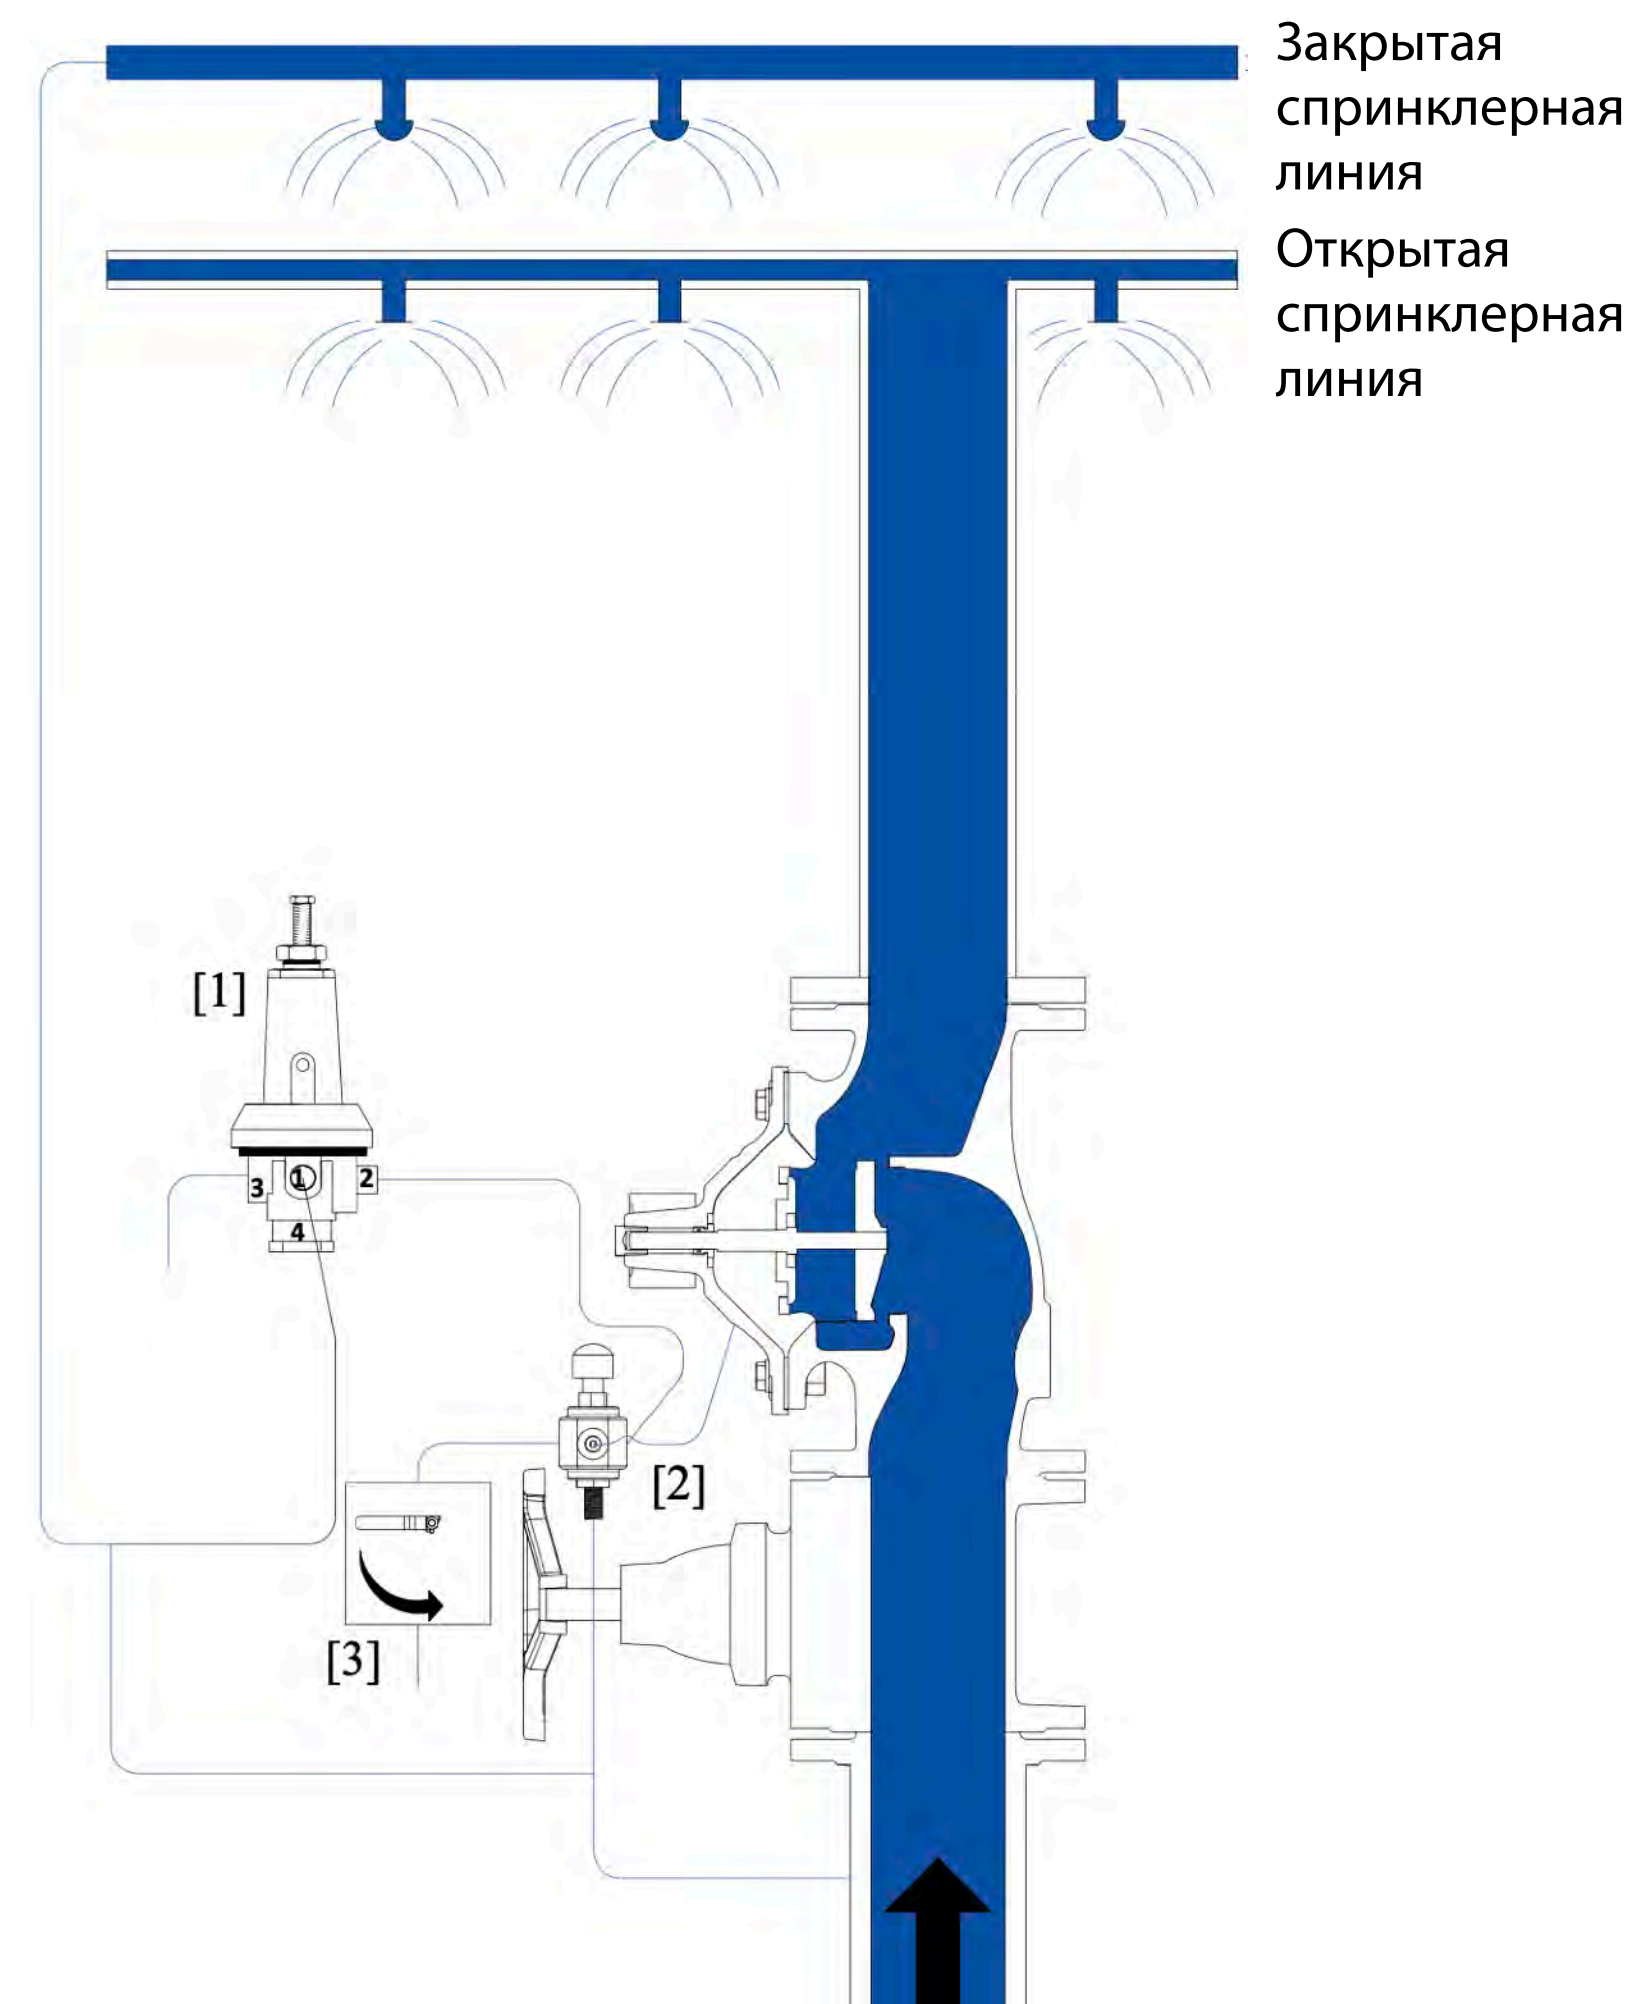 Закрытая
спринклерная
линия
Открытая
спринклерная
линия
[1]
3 1 2
4
[2]
[3]